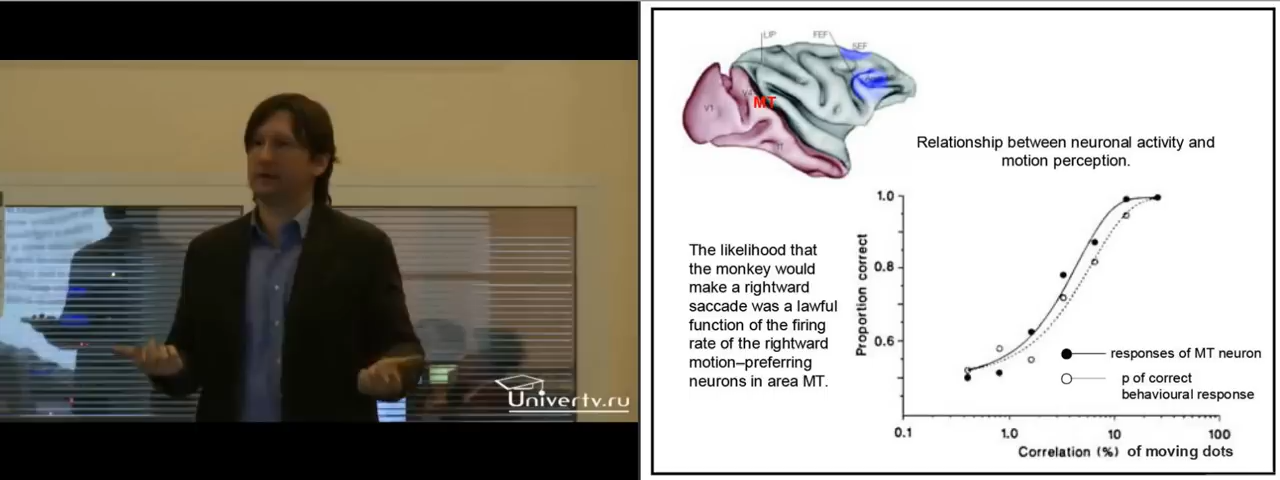 LIP
FEF
SEF
V4
MT
V1
IT
Relationship between neuronal activity and
motion perception.
The likelihood that
the monkey would
make a rightward
saccade was a lawful
function of the firing
rate of the rightward
motion–preferring
neurons in area MT.
Proportion correct
1.0
0.8
0.6
responses of MT neuron
p of correct
behavioural response
0.1
1.0
10
100
Correlation (%) of moving dots
Univertv.ru